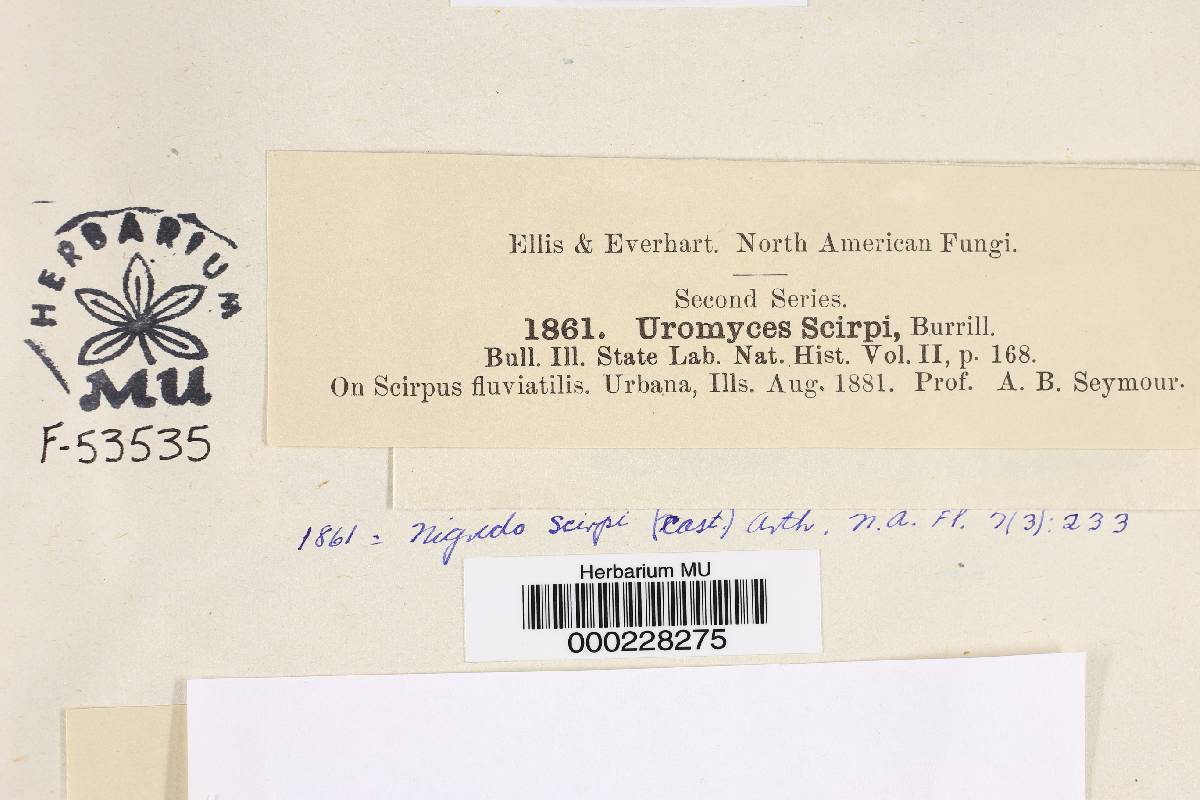 HERBARIUM
MU
F-53535
Ellis & Everhart. North American Fungi.
Second Series.
1861. Uromyces Scirpi, Burrill.
Bull. Ill. State Lab. Nat. Hist. Vol. II, p. 168.
On Scirpus fluviatilis. Urbana, Ills. Aug. 1881. Prof. A. B. Seymour.
1861 = Nigredo Scirpi (Cast.) Arth. N.A. Fl. 7(3): 233
Herbarium MU
000228275